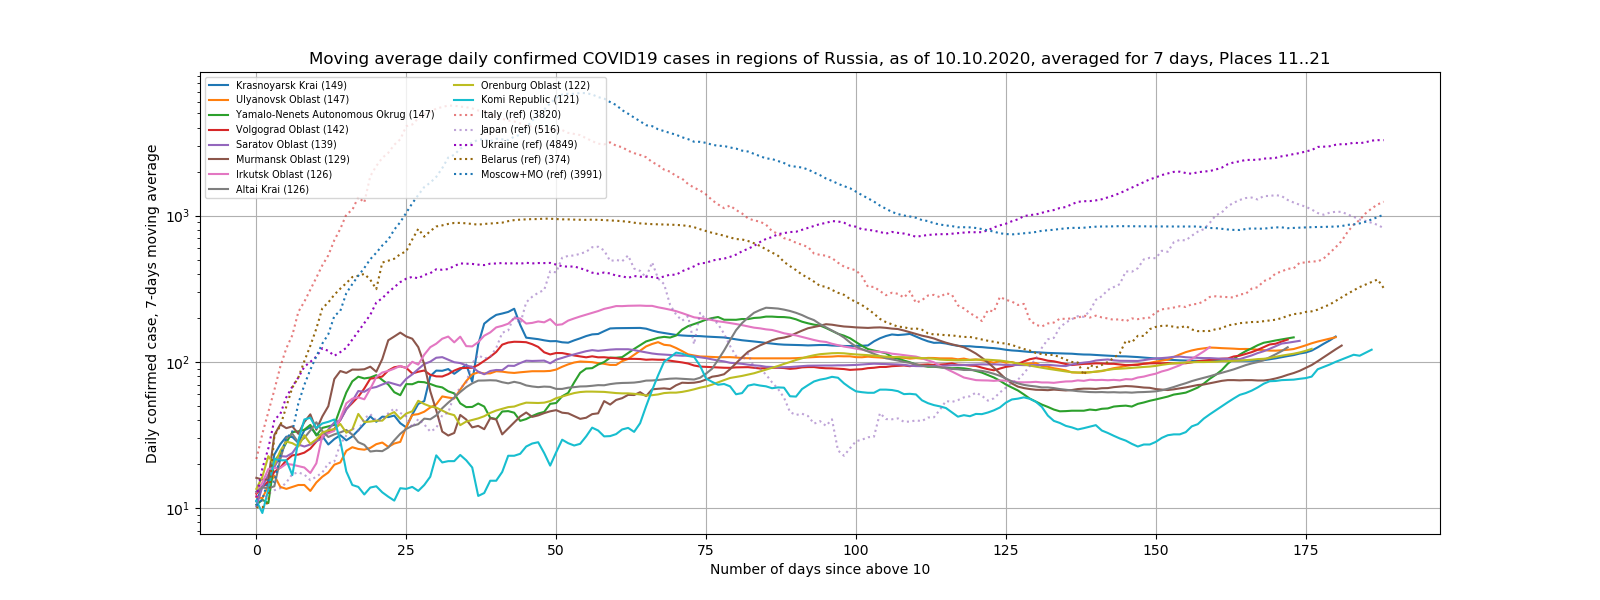 Moving average daily confirmed COVID19 cases in regions of Russia, as of 10.10.2020, averaged for 7 days, Places 11..21
Daily confirmed case, 7-days moving average
10³
10²
10¹
Krasnoyarsk Krai (149)
Ulyanovsk Oblast (147)
Yamalo-Nenets Autonomous Okrug (147)
Volgograd Oblast (142)
Saratov Oblast (139)
Murmansk Oblast (129)
Irkutsk Oblast (126)
Altai Krai (126)
Orenburg Oblast (122)
Komi Republic (121)
Italy (ref) (3820)
Japan (ref) (516)
Ukraine (ref) (4849)
Belarus (ref) (374)
Moscow+MO (ref) (3991)
0 25 50 75 100 125 150 175
Number of days since above 10